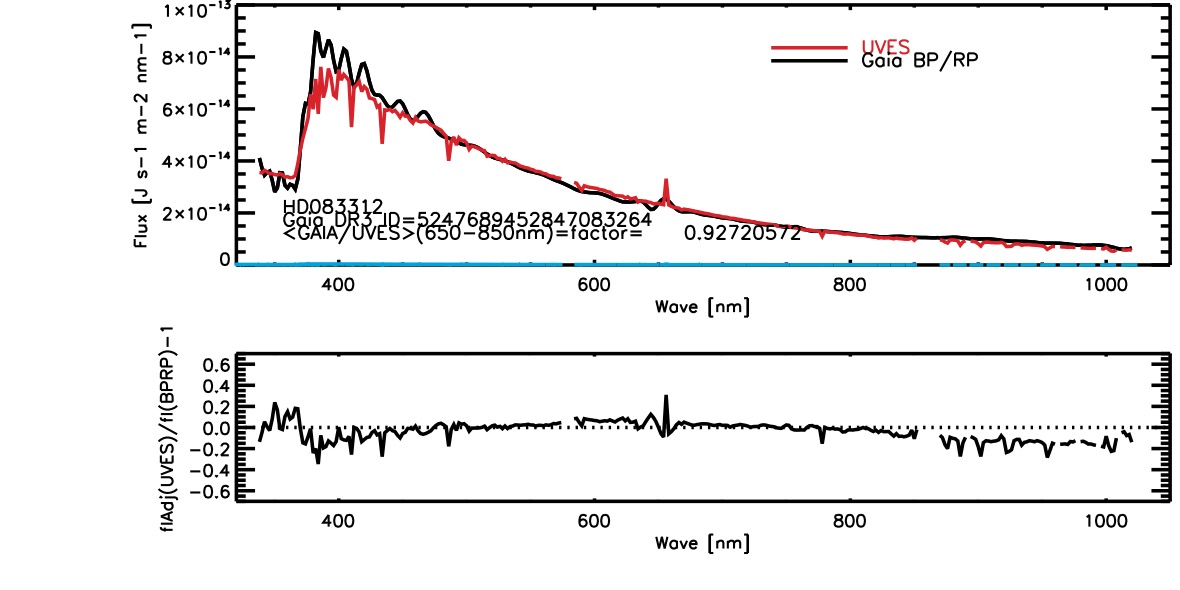 1×10−13
8×10−14
6×10−14
4×10−14
2×10−14
0
Flux [J s−1 m−2 nm−1]
UVES
Gaia BP/RP
HD083312
Gaia DR3 ID=5247689452847083264
<GAIA/UVES>(650−850nm)=factor= 0.92720572
400 600 800 1000
Wave [nm]
flAdj(UVES)/fl(BPRP)−1
0.6
0.4
0.2
0.0
−0.2
−0.4
−0.6
400 600 800 1000
Wave [nm]